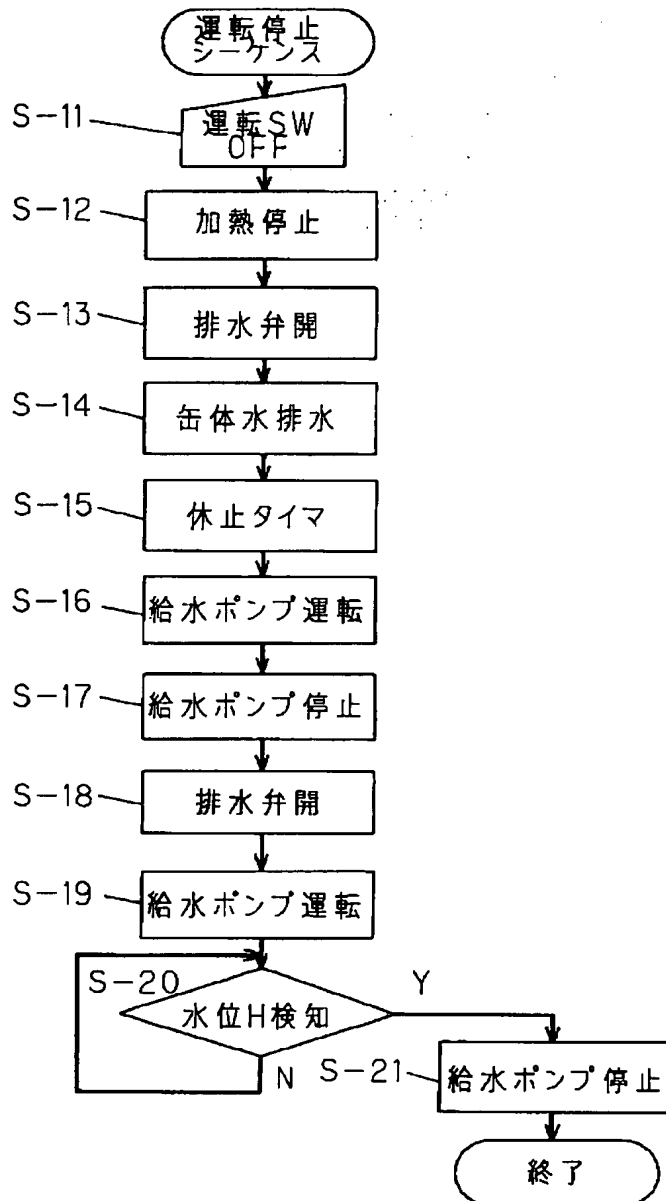 運転停止
シーケンス
S-11
運転SW
OFF
S-12
加熱停止
S-13
排水弁開
S-14
缶体水排水
S-15
休止タイマ
S-16
給水ポンプ運転
S-17
給水ポンプ停止
S-18
排水弁開
S-19
給水ポンプ運転
S-20
水位H検知
Y
N
S-21
給水ポンプ停止
終了